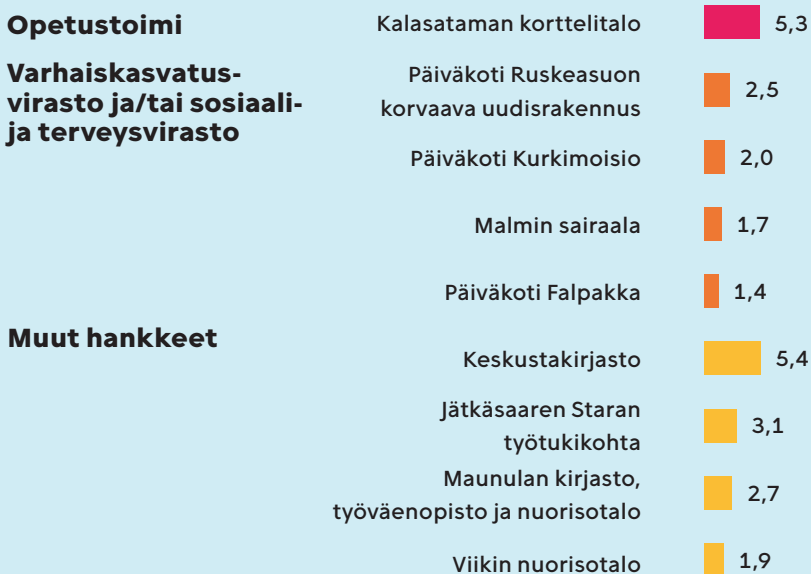 Opetustoimi
Kalasataman korttelitalo 5,3
Varhaiskasvatus-
virasto ja/tai sosiaali-
ja terveysvirasto
Päiväkoti Ruskeasuon
korvaava uudisrakennus 2,5
Päiväkoti Kurkimoisio 2,0
Malmin sairaala 1,7
Päiväkoti Falpakka 1,4
Muut hankkeet
Keskustakirjasto 5,4
Jätkäsaaren Staran
työtukikohta 3,1
Maunulan kirjasto,
työväenopisto ja nuorisotalo 2,7
Viikin nuorisotalo 1,9